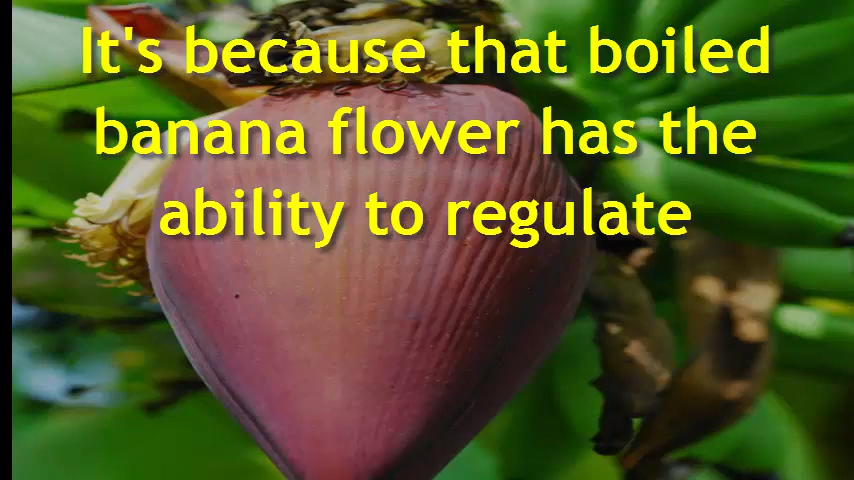 It's because that boiled
banana flower has the
ability to regulate